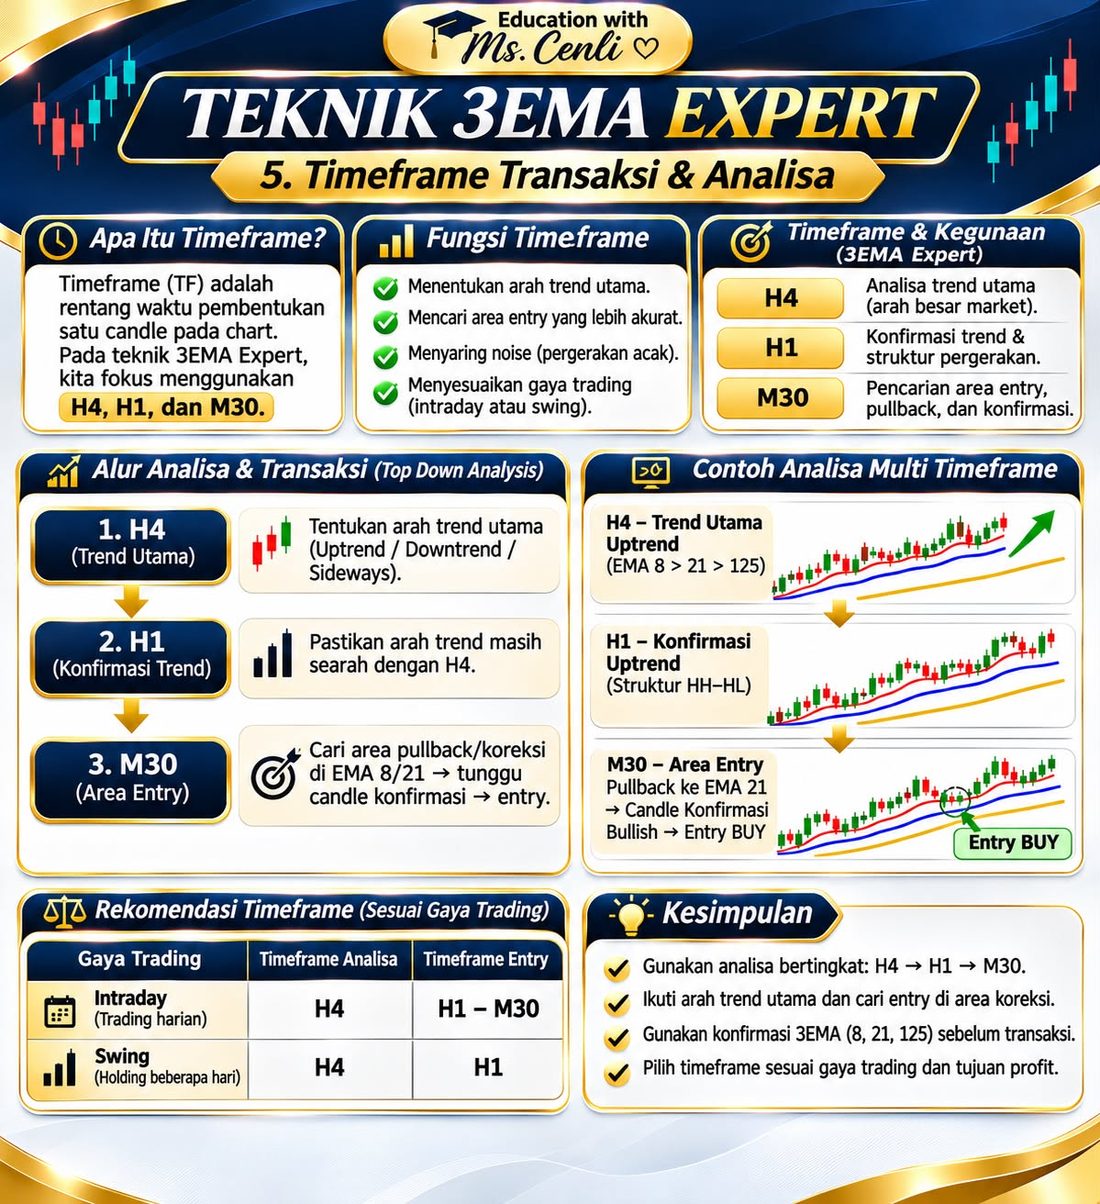 Education with
Ms. Cenli ♡
TEKNIK 3EMA EXPERT
5. Timeframe Transaksi & Analisa
Apa Itu Timeframe?
Timeframe (TF) adalah
rentang waktu pembentukan
satu candle pada chart.
Pada teknik 3EMA Expert,
kita fokus menggunakan
H4, H1, dan M30.
Fungsi Timeframe
Menentukan arah trend utama.
Mencari area entry yang lebih akurat.
Menyaring noise (pergerakan acak).
Menyesuaikan gaya trading
(intraday atau swing).
Timeframe & Kegunaan
(3EMA Expert)
H4
Analisa trend utama
(arah besar market).
H1
Konfirmasi trend &
struktur pergerakan.
M30
Pencarian area entry,
pullback, dan konfirmasi.
Alur Analisa & Transaksi (Top Down Analysis)
1. H4
(Trend Utama)
Tentukan arah trend utama
(Uptrend / Downtrend /
Sideways).
2. H1
(Konfirmasi Trend)
Pastikan arah trend masih
searah dengan H4.
3. M30
(Area Entry)
Cari area pullback/koreksi
di EMA 8/21 → tunggu
candle konfirmasi → entry.
Contoh Analisa Multi Timeframe
H4 – Trend Utama
Uptrend
(EMA 8 > 21 > 125)
H1 – Konfirmasi
Uptrend
(Struktur HH–HL)
M30 – Area Entry
Pullback ke EMA 21
→ Candle Konfirmasi
Bullish → Entry BUY
Entry BUY
Rekomendasi Timeframe (Sesuai Gaya Trading)
Gaya Trading Timeframe Analisa Timeframe Entry
Intraday
(Trading harian)
H4
H1 – M30
Swing
(Holding beberapa hari)
H4
H1
Kesimpulan
Gunakan analisa bertingkat: H4 → H1 → M30.
Ikuti arah trend utama dan cari entry di area koreksi.
Gunakan konfirmasi 3EMA (8, 21, 125) sebelum transaksi.
Pilih timeframe sesuai gaya trading dan tujuan profit.